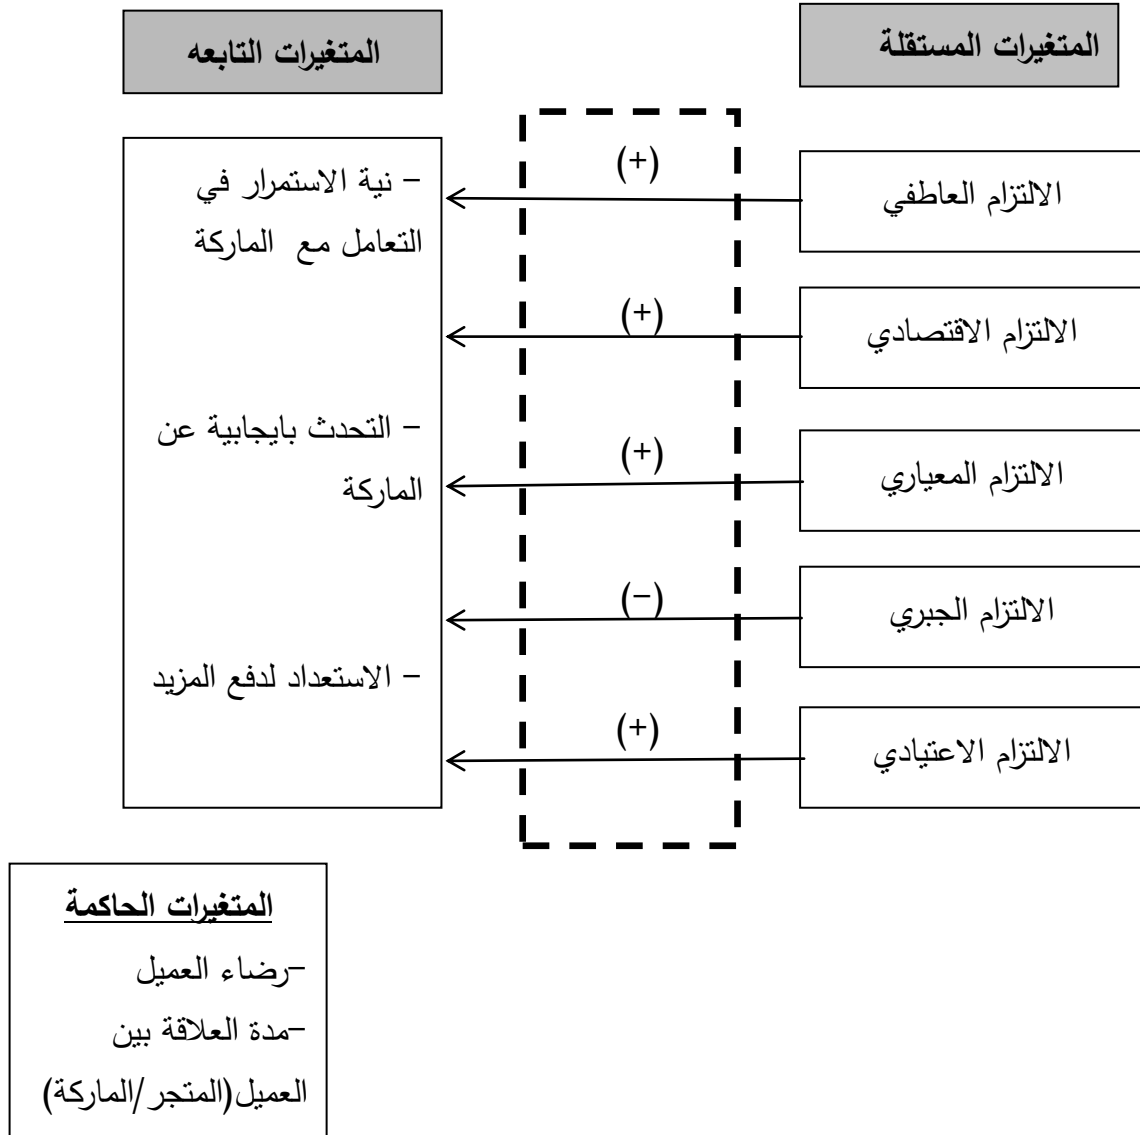 المتغيرات المستقلة
المتغيرات التابعه
الالتزام العاطفي
(+)
– نية الاستمرار في
التعامل مع الماركة
الالتزام الاقتصادي
(+)
الالتزام المعياري
(+)
– التحدث بايجابية عن
الماركة
الالتزام الجبري
(–)
– الاستعداد لدفع المزيد
الالتزام الاعتيادي
(+)
المتغيرات الحاكمة
–رضاء العميل
–مدة العلاقة بين
العميل(المتجر/الماركة)